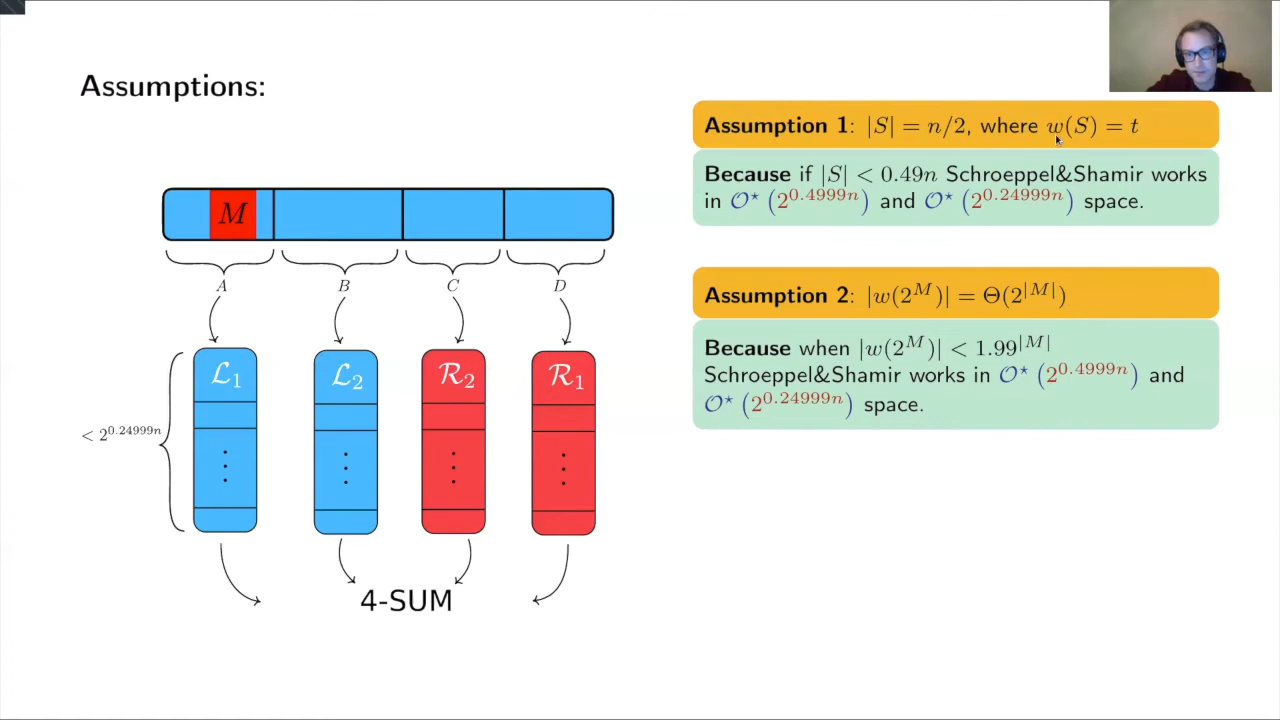 Assumptions:
Assumption 1: |S| = n/2, where w(S) = t
Because if |S| < 0.49n Schroeppel&Shamir works
in O⋆ (2^{0.4999n}) and O⋆ (2^{0.24999n}) space.
Assumption 2: |w(2^M)| = Θ(2^{|M|})
Because when |w(2^M)| < 1.99^{|M|}
Schroeppel&Shamir works in O⋆ (2^{0.4999n}) and
O⋆ (2^{0.24999n}) space.
M
A B C D
L₁ L₂ R₂ R₁
< 2^{0.24999n}
4-SUM